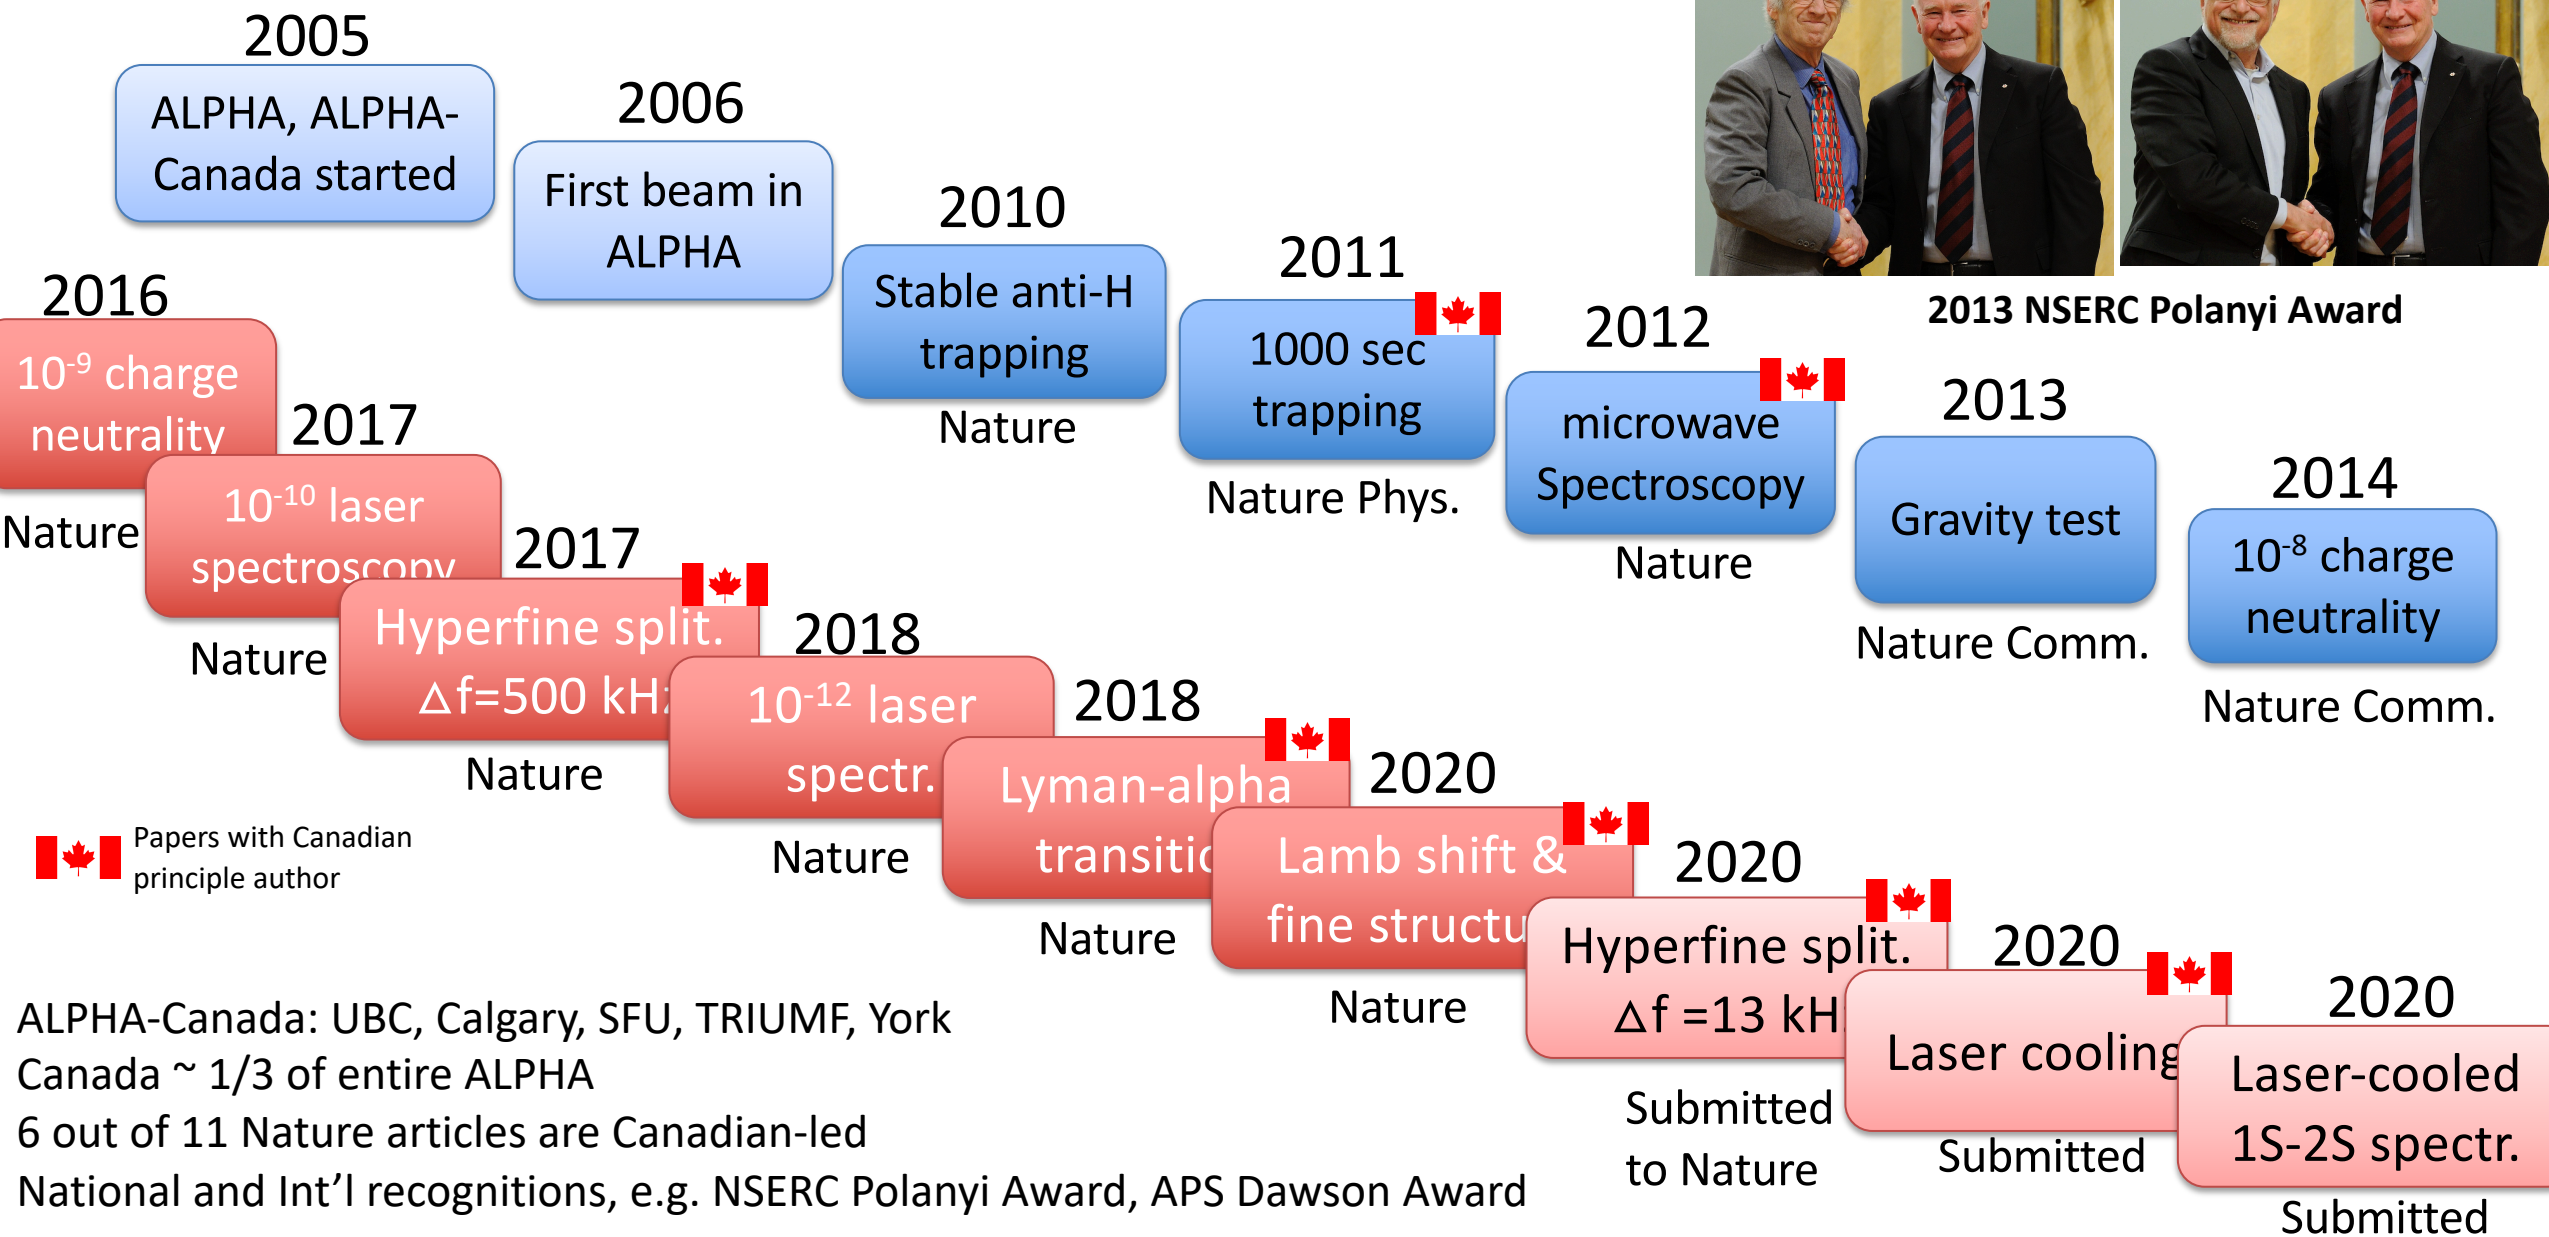 2005
ALPHA, ALPHA-
Canada started
2006
First beam in
ALPHA
2010
Stable anti-H
trapping
Nature
2011
1000 sec
trapping
Nature Phys.
2012
microwave
Spectroscopy
Nature
2013 NSERC Polanyi Award
2013
Gravity test
Nature Comm.
2014
10⁻⁸ charge
neutrality
Nature Comm.
2016
10⁻⁹ charge
neutrality
Nature
2017
10⁻¹⁰ laser
spectroscopy
Nature
2017
Hyperfine split.
Δf=500 kHz
Nature
2018
10⁻¹² laser
spectr.
Nature
2018
Lyman-alpha
Nature
2020
Lamb shift &
fine
Nature
2020
Hyperfine split.
Δf =13 kH
Submitted
to Nature
2020
Laser cooling
Submitted
2020
Laser-cooled
1S-2S spectr.
Submitted
Papers with Canadian
principle author
ALPHA-Canada: UBC, Calgary, SFU, TRIUMF, York
Canada ~ 1/3 of entire ALPHA
6 out of 11 Nature articles are Canadian-led
National and Int'l recognitions, e.g. NSERC Polanyi Award, APS Dawson Award